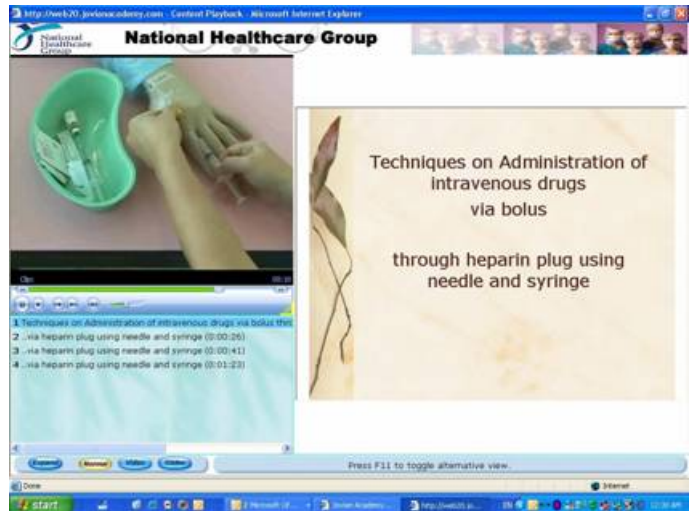 http://web20.jovianacademy.com - Content Playback - Microsoft Internet Explorer
National Healthcare Group
National Healthcare Group
Techniques on Administration of
intravenous drugs
via bolus
through heparin plug using
needle and syringe
1 Techniques on Administration of intravenous drugs via bolus thro
2 ...via heparin plug using needle and syringe (0:00:26)
3 ...via heparin plug using needle and syringe (0:00:41)
4 ...via heparin plug using needle and syringe (0:01:23)
Expand Normal Video Slides
Press F11 to toggle alternative view.
Done
Internet
start